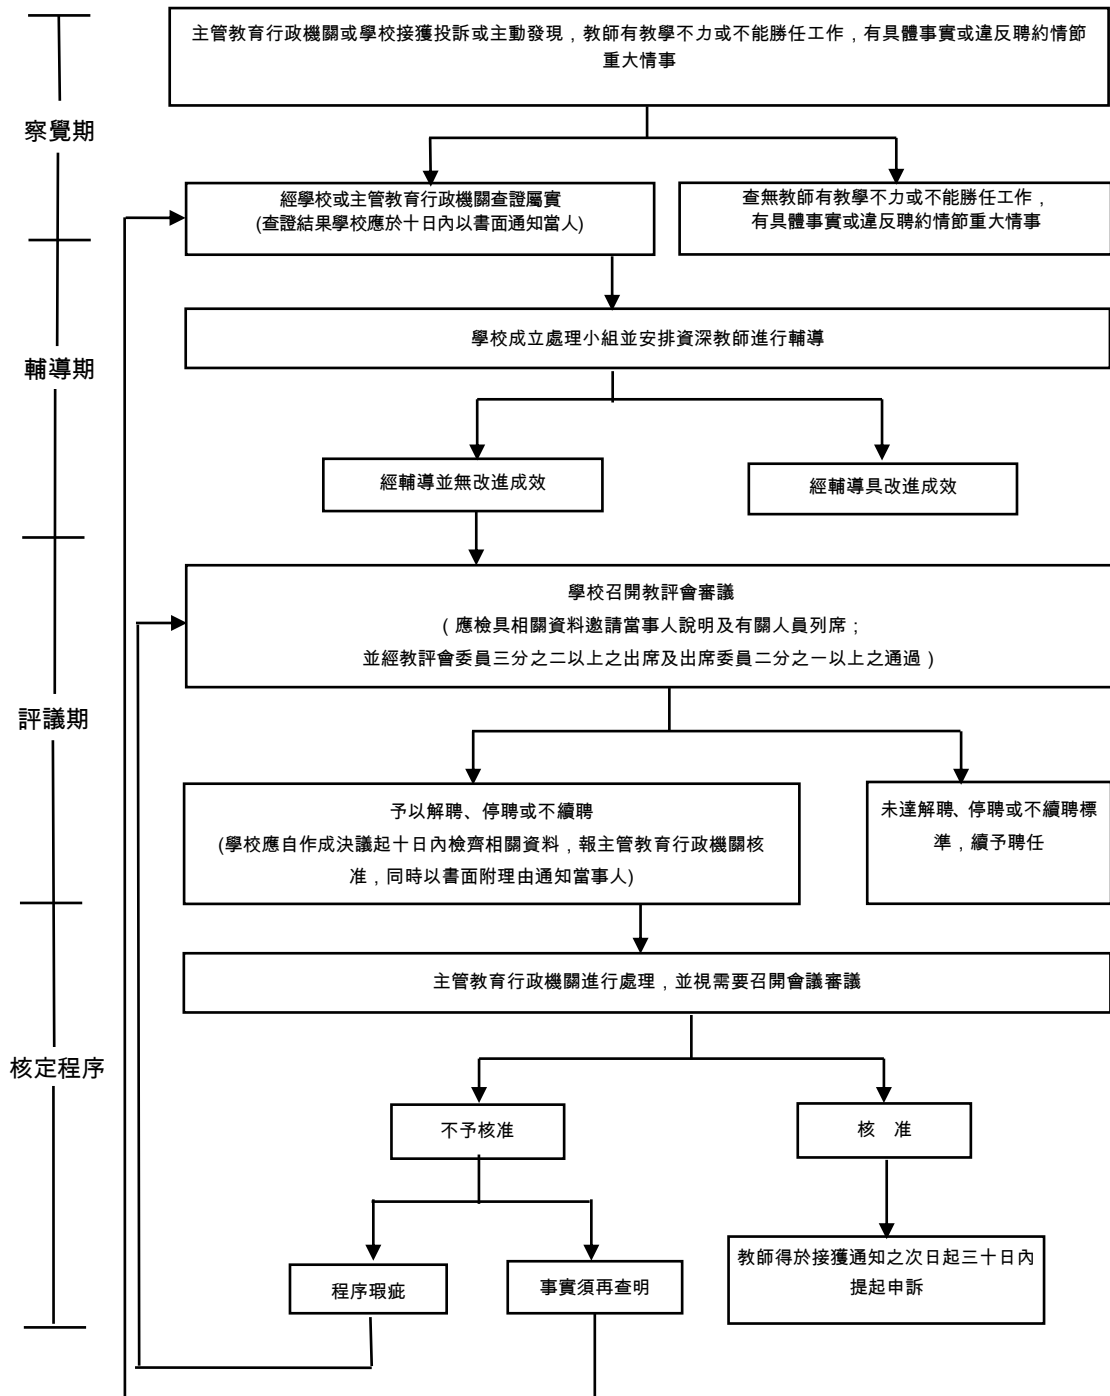 主管教育行政機關或學校接獲投訴或主動發現，教師有教學不力或不能勝任工作，有具體事實或違反聘約情節
重大情事
察覺期
經學校或主管教育行政機關查證屬實
(查證結果學校應於十日內以書面通知當人)
查無教師有教學不力或不能勝任工作，
有具體事實或違反聘約情節重大情事
學校成立處理小組並安排資深教師進行輔導
輔導期
經輔導並無改進成效
經輔導具改進成效
學校召開教評會審議
（應檢具相關資料邀請當事人說明及有關人員列席；
並經教評會委員三分之二以上之出席及出席委員二分之一以上之通過）
評議期
予以解聘、停聘或不續聘
(學校應自作成決議起十日內檢齊相關資料，報主管教育行政機關核
准，同時以書面附理由通知當事人)
未達解聘、停聘或不續聘標
準，續予聘任
主管教育行政機關進行處理，並視需要召開會議審議
核定程序
不予核准
核　准
程序瑕疵
事實須再查明
教師得於接獲通知之次日起三十日內
提起申訴